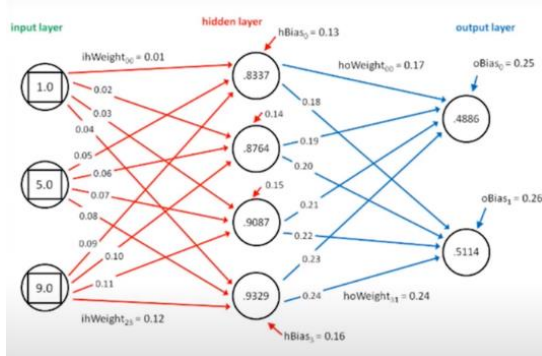 input layer
hidden layer
output layer
hBias₀ = 0.13
ihWeight₀₀ = 0.01
hoWeight₀₀ = 0.17
oBias₀ = 0.25
1.0
.8337
0.02
0.03
0.04
0.18
.4886
0.14
0.19
.8764
0.20
0.05
0.06
5.0
0.15
0.07
0.21
0.08
oBias₁ = 0.26
.9087
0.22
0.09
0.10
0.23
.5114
0.11
9.0
.9329
0.24
hoWeight₃₁ = 0.24
ihWeight₂₃ = 0.12
hBias₃ = 0.16